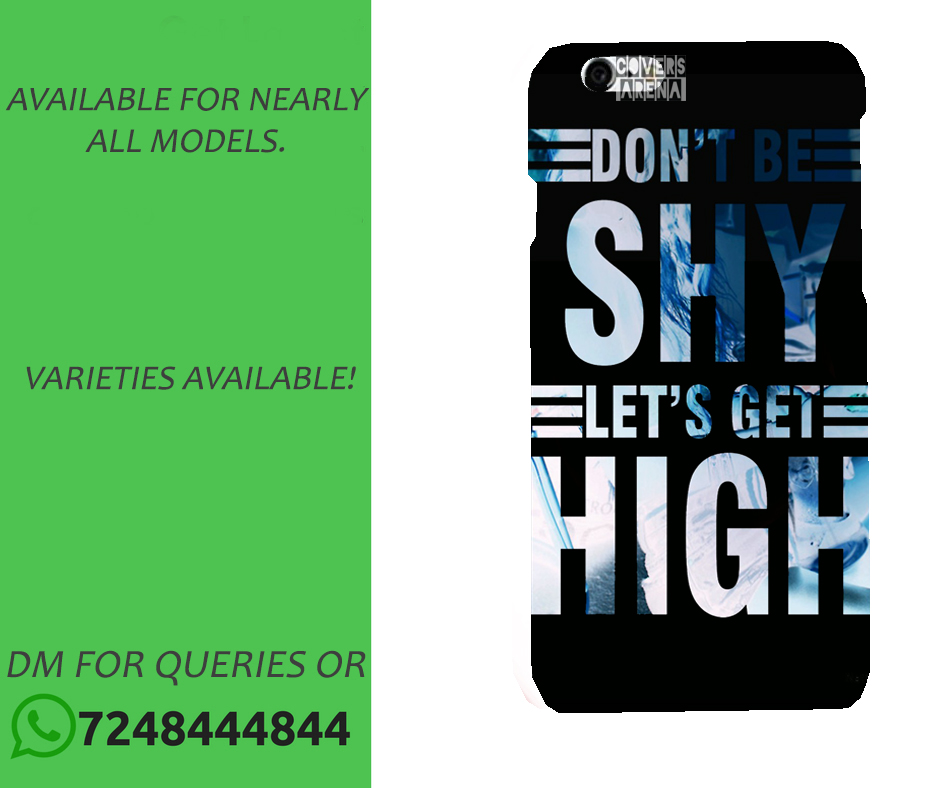 AVAILABLE FOR NEARLY
ALL MODELS.
VARIETIES AVAILABLE!
DM FOR QUERIES OR
7248444844
COVERS
ARENA
DON'T BE
SHY
LET'S GET
HIGH